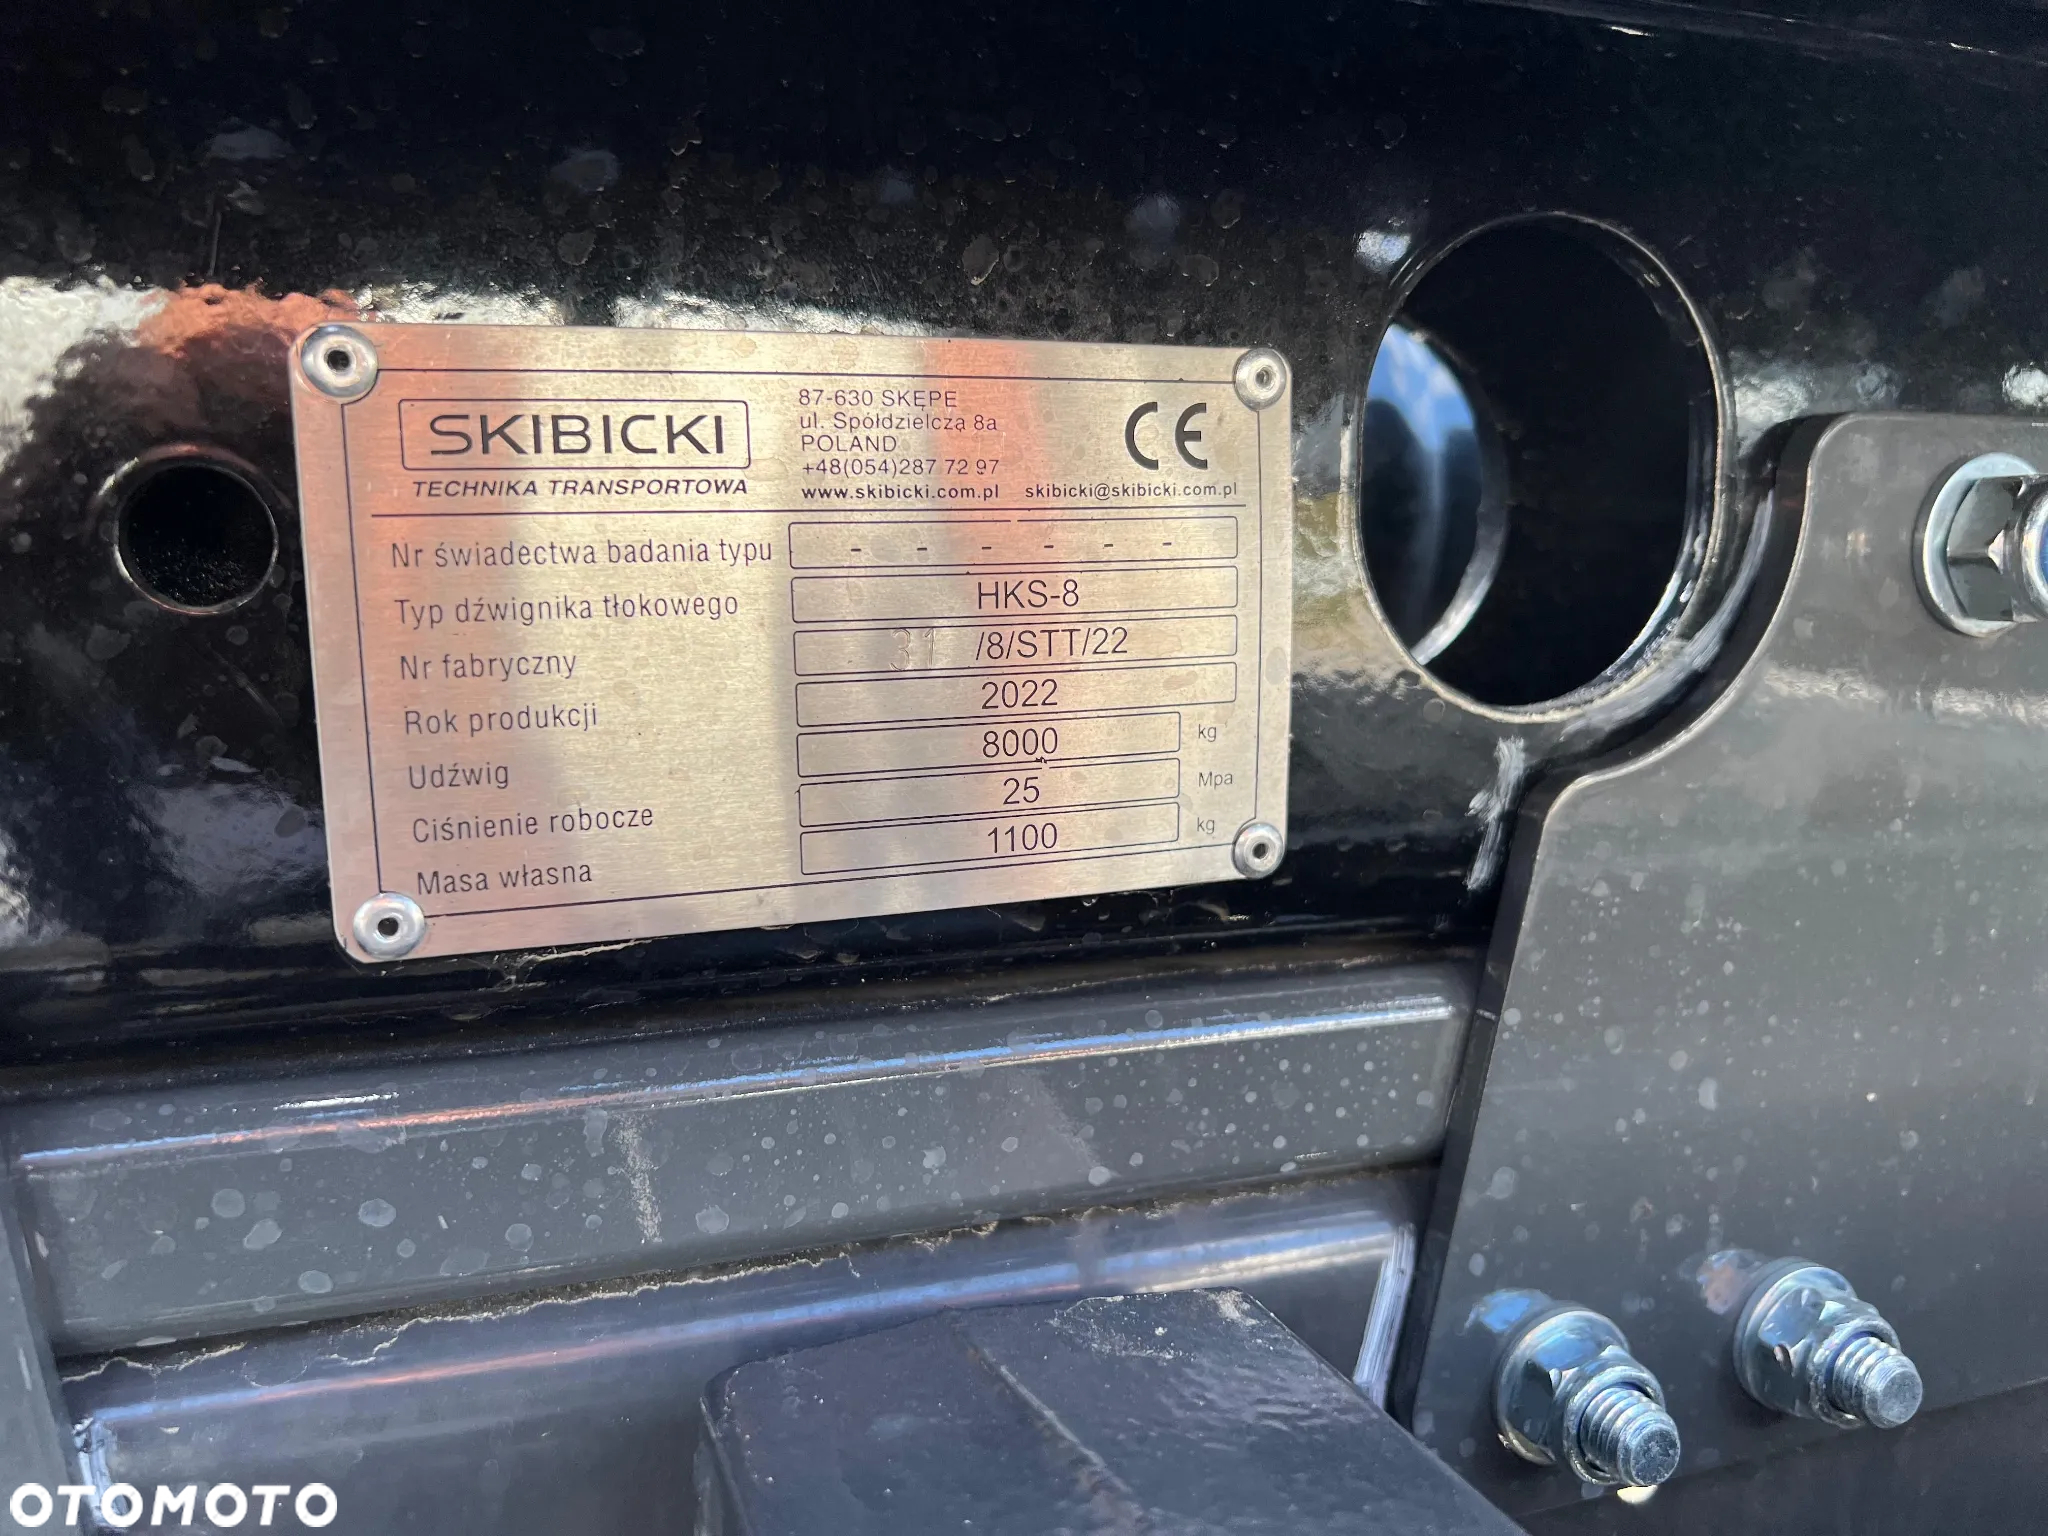 SKIBICKI
TECHNIKA TRANSPORTOWA
87-630 SKĘPE
ul. Spółdzielcza 8a
POLAND
+48(054)287 72 97
www.skibicki.com.pl skibicki@skibicki.com.pl
CE
Nr świadectwa badania typu - - - - - -
Typ dźwignika tłokowego HKS-8
Nr fabryczny 31 /8/STT/22
Rok produkcji 2022
Udźwig 8000 kg
Ciśnienie robocze 25 Mpa
Masa własna 1100 kg
OTOMOTO